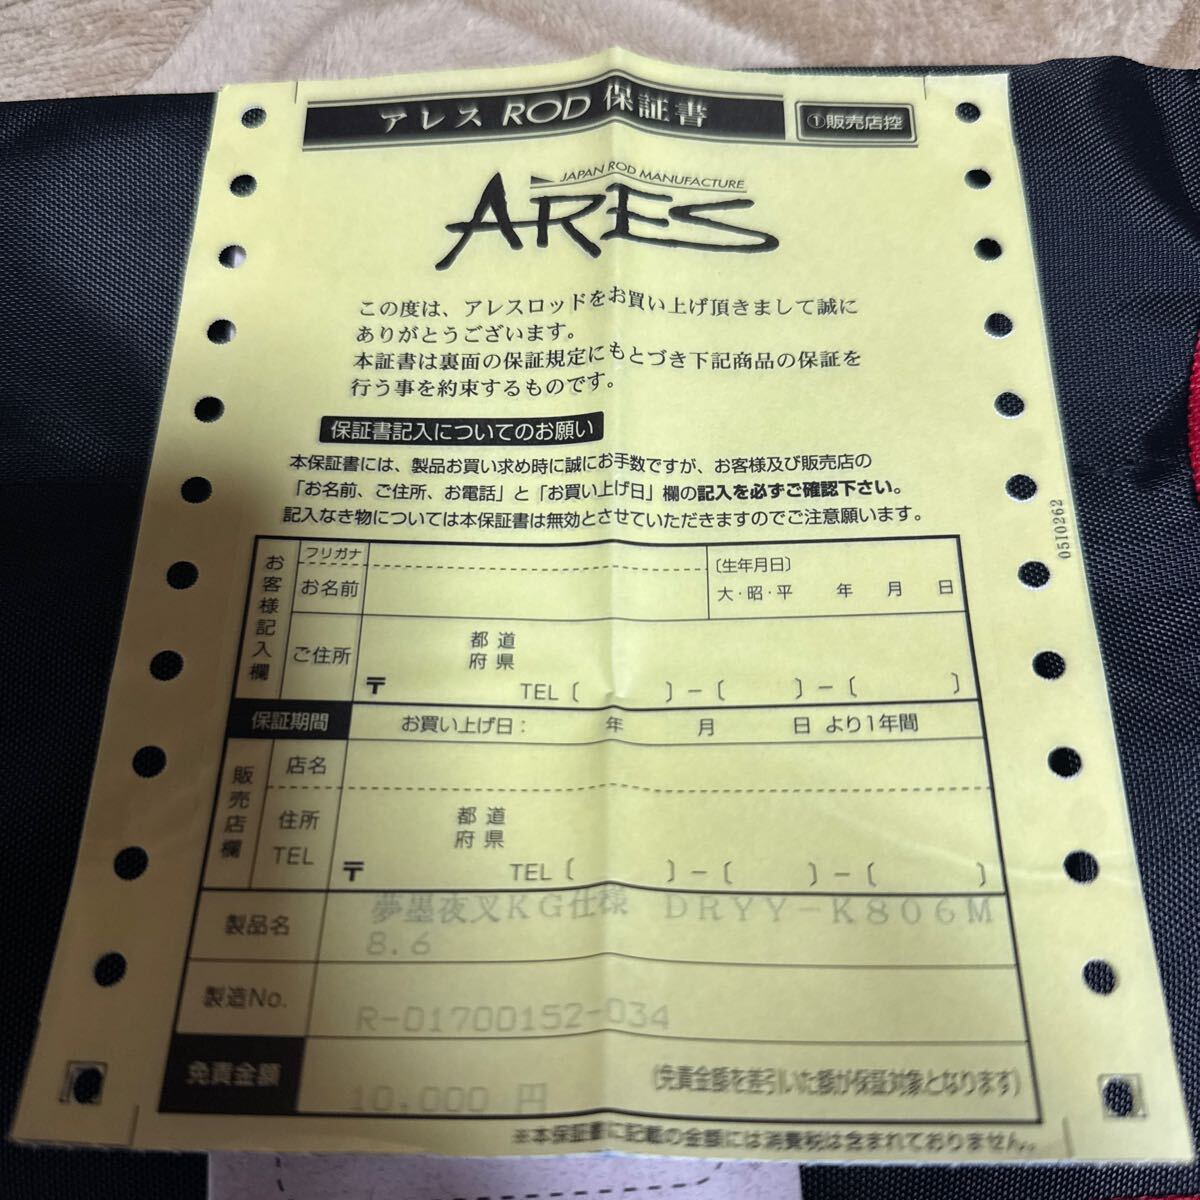 アレス ROD 保証書
①販売店控
JAPAN ROD MANUFACTURE
ARES
この度は、アレスロッドをお買い上げ頂きまして誠に
ありがとうございます。
本証書は裏面の保証規定にもとづき下記商品の保証を
行う事を約束するものです。
保証書記入についてのお願い
本保証書には、製品お買い求め時に誠にお手数ですが、お客様及び販売店の
「お名前、ご住所、お電話」と「お買い上げ日」欄の記入を必ずご確認下さい。
記入なき物については本保証書は無効とさせていただきますのでご注意願います。
0510262
お客様記入欄
フリガナ
お名前
〔生年月日〕
大・昭・平 年 月 日
ご住所
都 道
府 県
〒 TEL〔 〕－〔 〕－〔 〕
保証期間 お買い上げ日： 年 月 日 より1年間
販売店欄
店名
住所
TEL
都 道
府 県
〒 TEL〔 〕－〔 〕－〔 〕
製品名 夢墨夜叉KG仕様 DRYY－K806M
8.6
製造No. R-01700152-034
免責金額 10,000 円 (免責金額を差引いた額が保証対象となります)
※本保証書に記載の金額には消費税は含まれておりません。